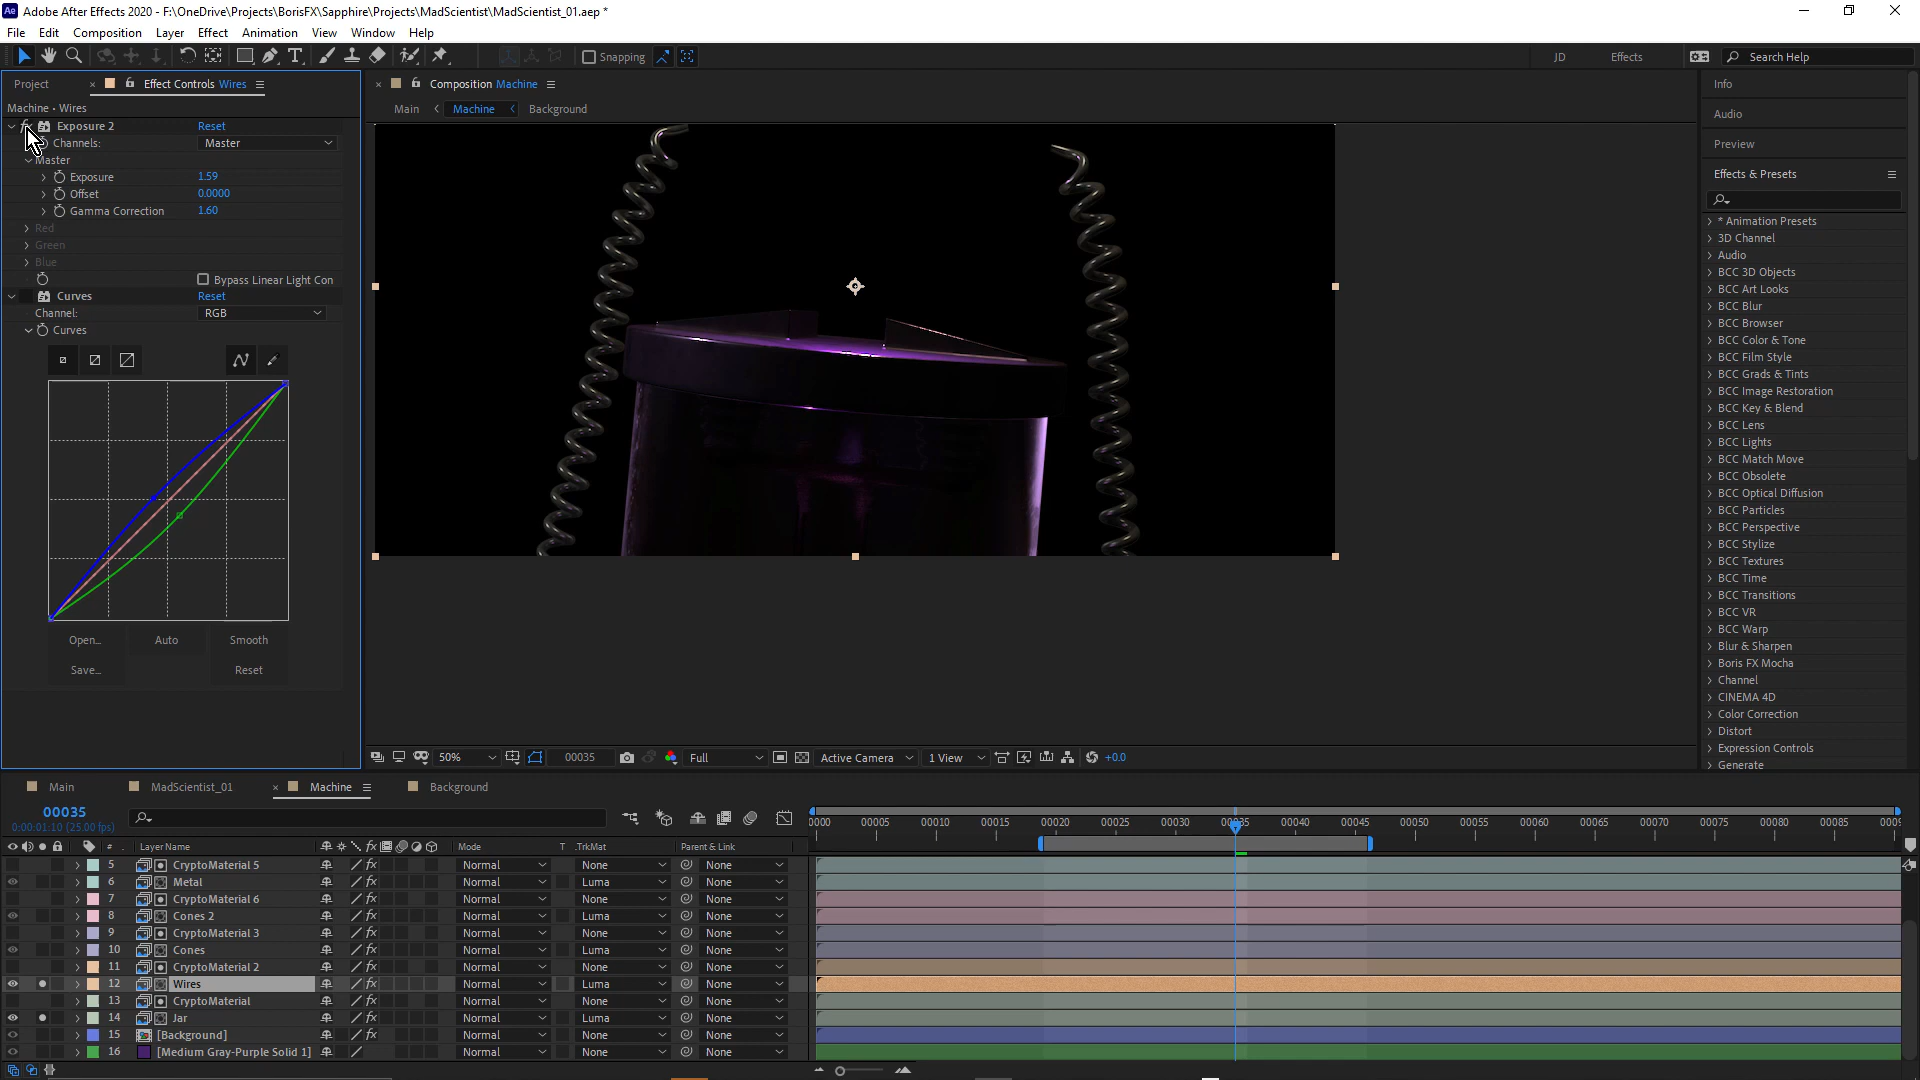 Adobe After Effects 2020 - F:\OneDrive\Projects\BorisFX\Sapphire\Projects\MadScientist\MadScientist_01.aep *
File Edit Composition Layer Effect Animation View Window Help
Snapping JD Effects Search Help
Project Effect Controls Wires
Machine • Wires
Exposure 2 Reset
Channels: Master
Master
Exposure 1.59
Offset 0.0000
Gamma Correction 1.60
Red
Green
Blue
Bypass Linear Light Con
Curves Reset
Channel: RGB
Curves
Open... Auto Smooth
Save... Reset
Composition Machine
Main Machine Background
50% 00035 Full Active Camera 1 View +0.0
Info
Audio
Preview
Effects & Presets
* Animation Presets
3D Channel
Audio
BCC 3D Objects
BCC Art Looks
BCC Blur
BCC Browser
BCC Color & Tone
BCC Film Style
BCC Grads & Tints
BCC Image Restoration
BCC Key & Blend
BCC Lens
BCC Lights
BCC Match Move
BCC Obsolete
BCC Optical Diffusion
BCC Particles
BCC Perspective
BCC Stylize
BCC Textures
BCC Time
BCC Transitions
BCC VR
BCC Warp
Blur & Sharpen
Boris FX Mocha
Channel
CINEMA 4D
Color Correction
Distort
Expression Controls
Generate
Main MadScientist_01 Machine Background
00035
0:00:01:10 (25.00 fps)
0000 00005 00010 00015 00020 00025 00030 00035 00040 00045 00050 00055 00060 00065 00070 00075 00080 00085 0009
# Layer Name Mode T .TrkMat Parent & Link
5 CryptoMaterial 5 Normal None None
6 Metal Normal Luma None
7 CryptoMaterial 6 Normal None None
8 Cones 2 Normal Luma None
9 CryptoMaterial 3 Normal None None
10 Cones Normal Luma None
11 CryptoMaterial 2 Normal None None
12 Wires Normal Luma None
13 CryptoMaterial Normal None None
14 Jar Normal Luma None
15 [Background] Normal None None
16 [Medium Gray-Purple Solid 1] Normal None None